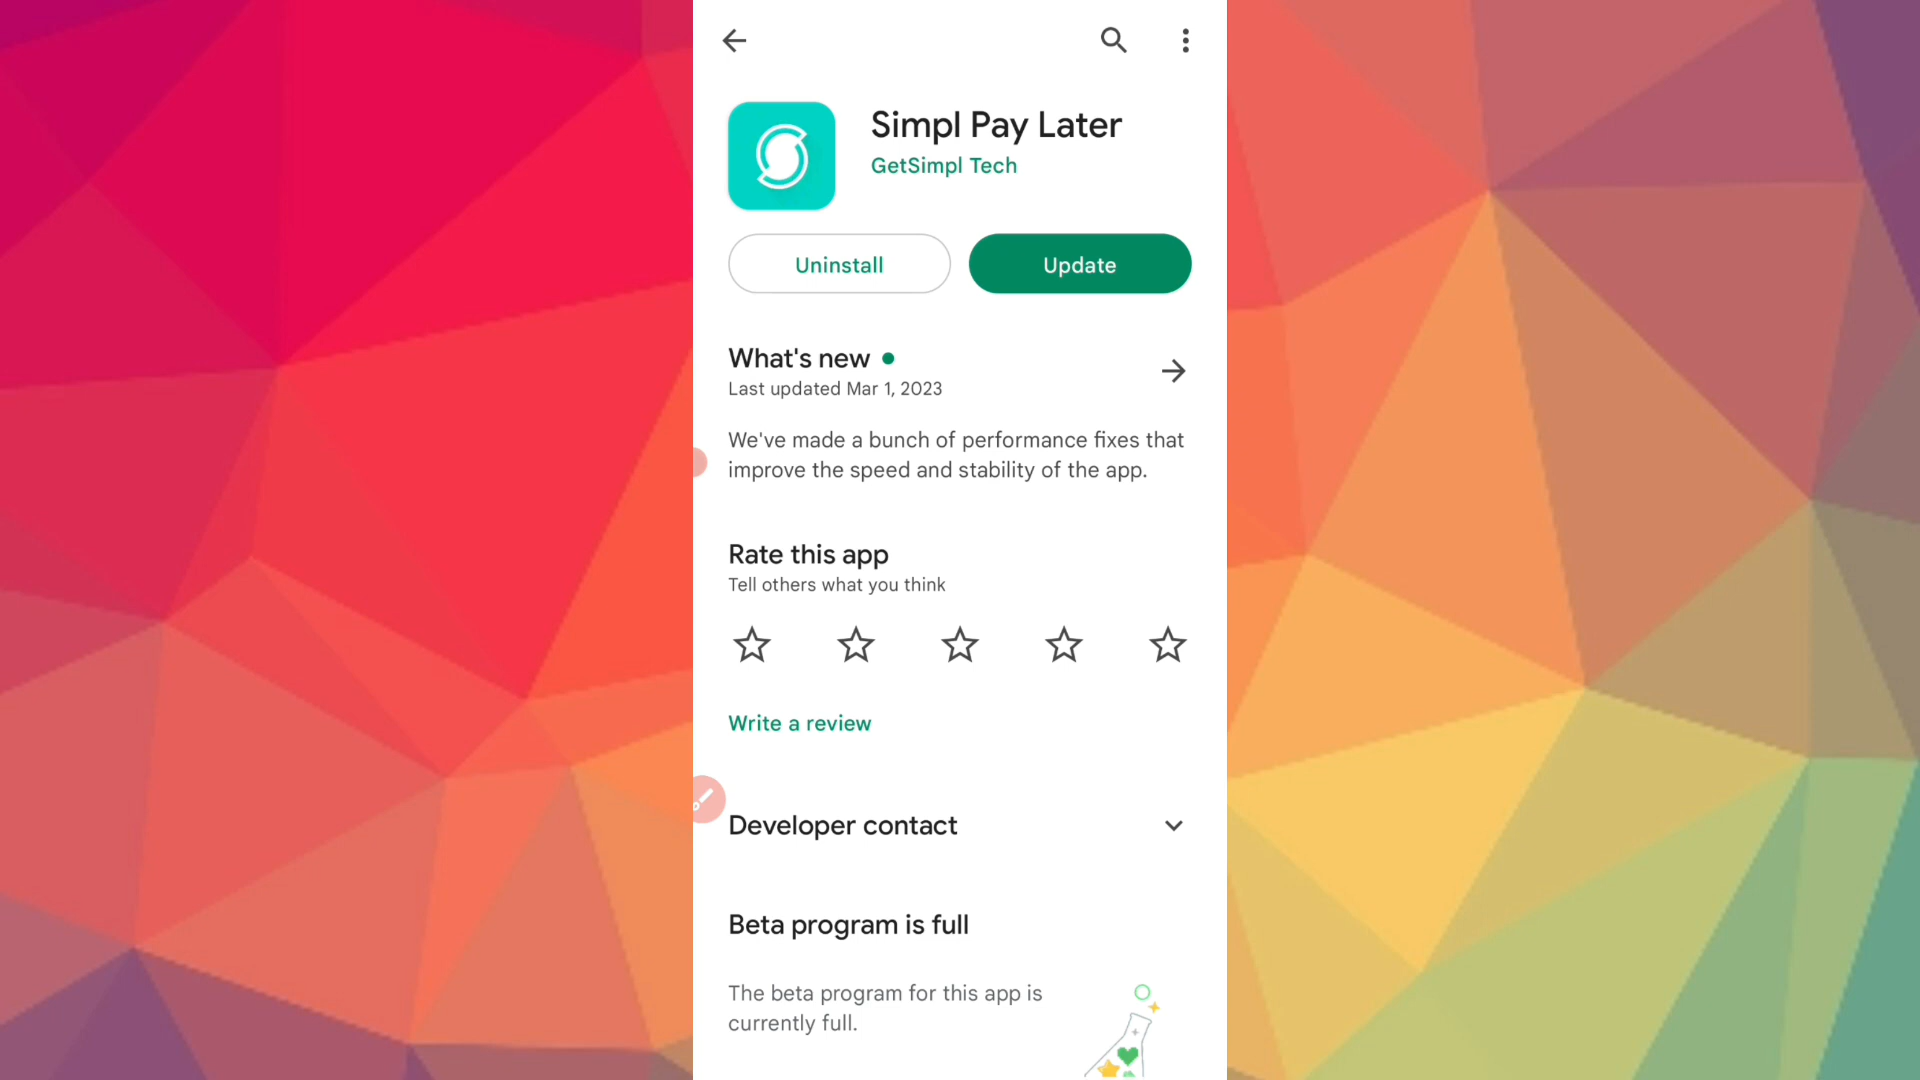 Simpl Pay Later
GetSimpl Tech
Uninstall
Update
What's new
Last updated Mar 1, 2023
We've made a bunch of performance fixes that
improve the speed and stability of the app.
Rate this app
Tell others what you think
Write a review
Developer contact
Beta program is full
The beta program for this app is
currently full.